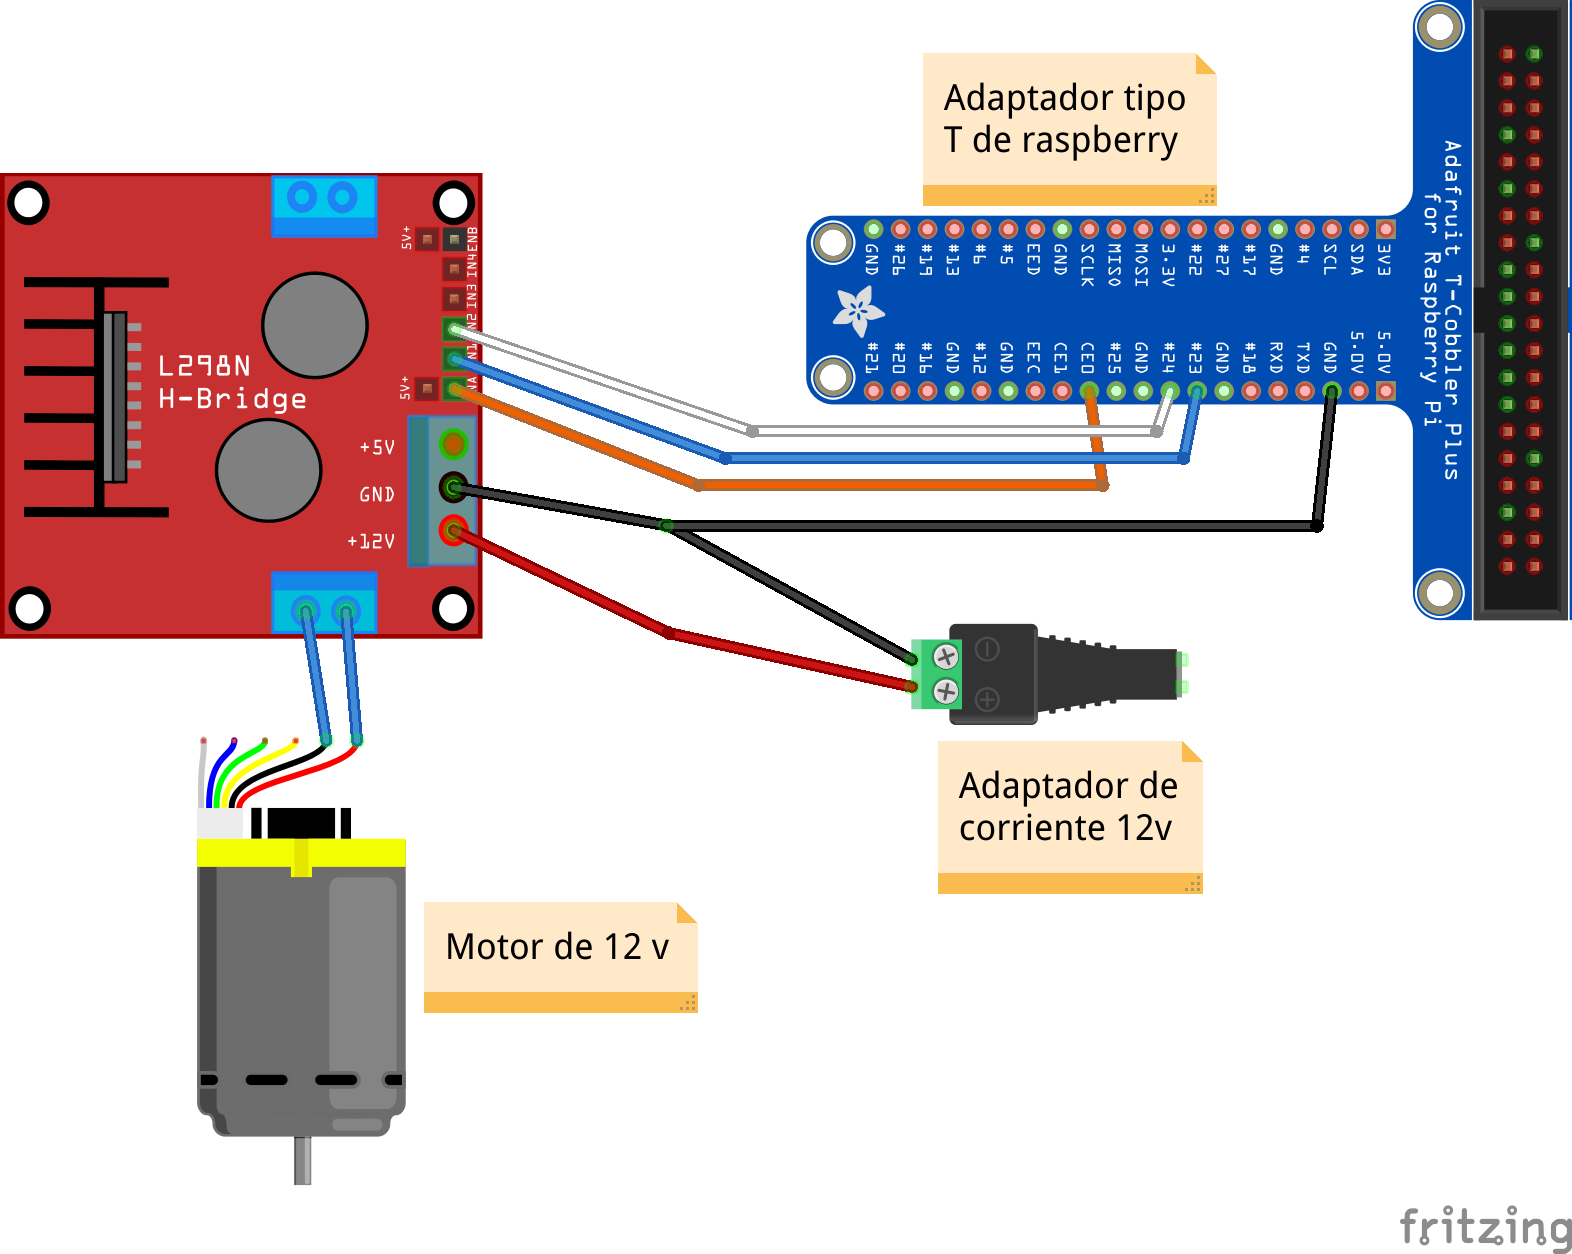 Adaptador tipo
T de raspberry
5V+
ENB
IN4
IN3
IN2
IN1
5V+
L298N
H-Bridge
+5V
GND
+12V
GND #26 #19 #13 #6 #5 EED GND SCLK MISO MOSI 3.3V #22 #27 #17 GND #4 SCL SDA 3V3
#21 #20 #16 GND #12 GND EEC CE1 CE0 #25 GND #24 #23 GND #18 RXD TXD GND 5.0V 5.0V
Adafruit T-Cobbler Plus
for Raspberry Pi
Adaptador de
corriente 12v
Motor de 12 v
fritzing